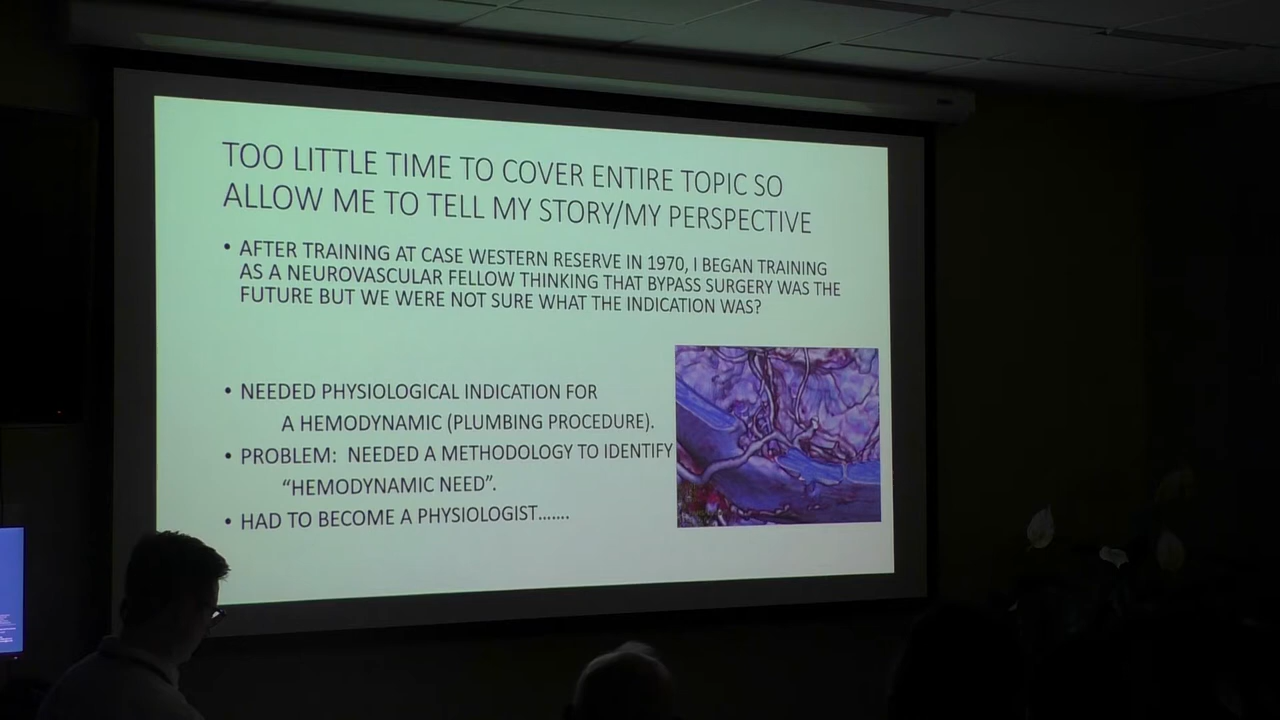 TOO LITTLE TIME TO COVER ENTIRE TOPIC SO
ALLOW ME TO TELL MY STORY/MY PERSPECTIVE
• AFTER TRAINING AT CASE WESTERN RESERVE IN 1970, I BEGAN TRAINING
AS A NEUROVASCULAR FELLOW THINKING THAT BYPASS SURGERY WAS THE
FUTURE BUT WE WERE NOT SURE WHAT THE INDICATION WAS?
• NEEDED PHYSIOLOGICAL INDICATION FOR
A HEMODYNAMIC (PLUMBING PROCEDURE).
• PROBLEM: NEEDED A METHODOLOGY TO IDENTIFY
“HEMODYNAMIC NEED”.
• HAD TO BECOME A PHYSIOLOGIST…….